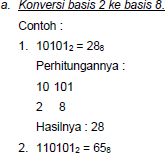 a. Konversi basis 2 ke basis 8.
Contoh :
1. 10101₂ = 28₈
Perhitungannya :
10 101
2 8
Hasilnya : 28
2. 110101₂ = 65₈